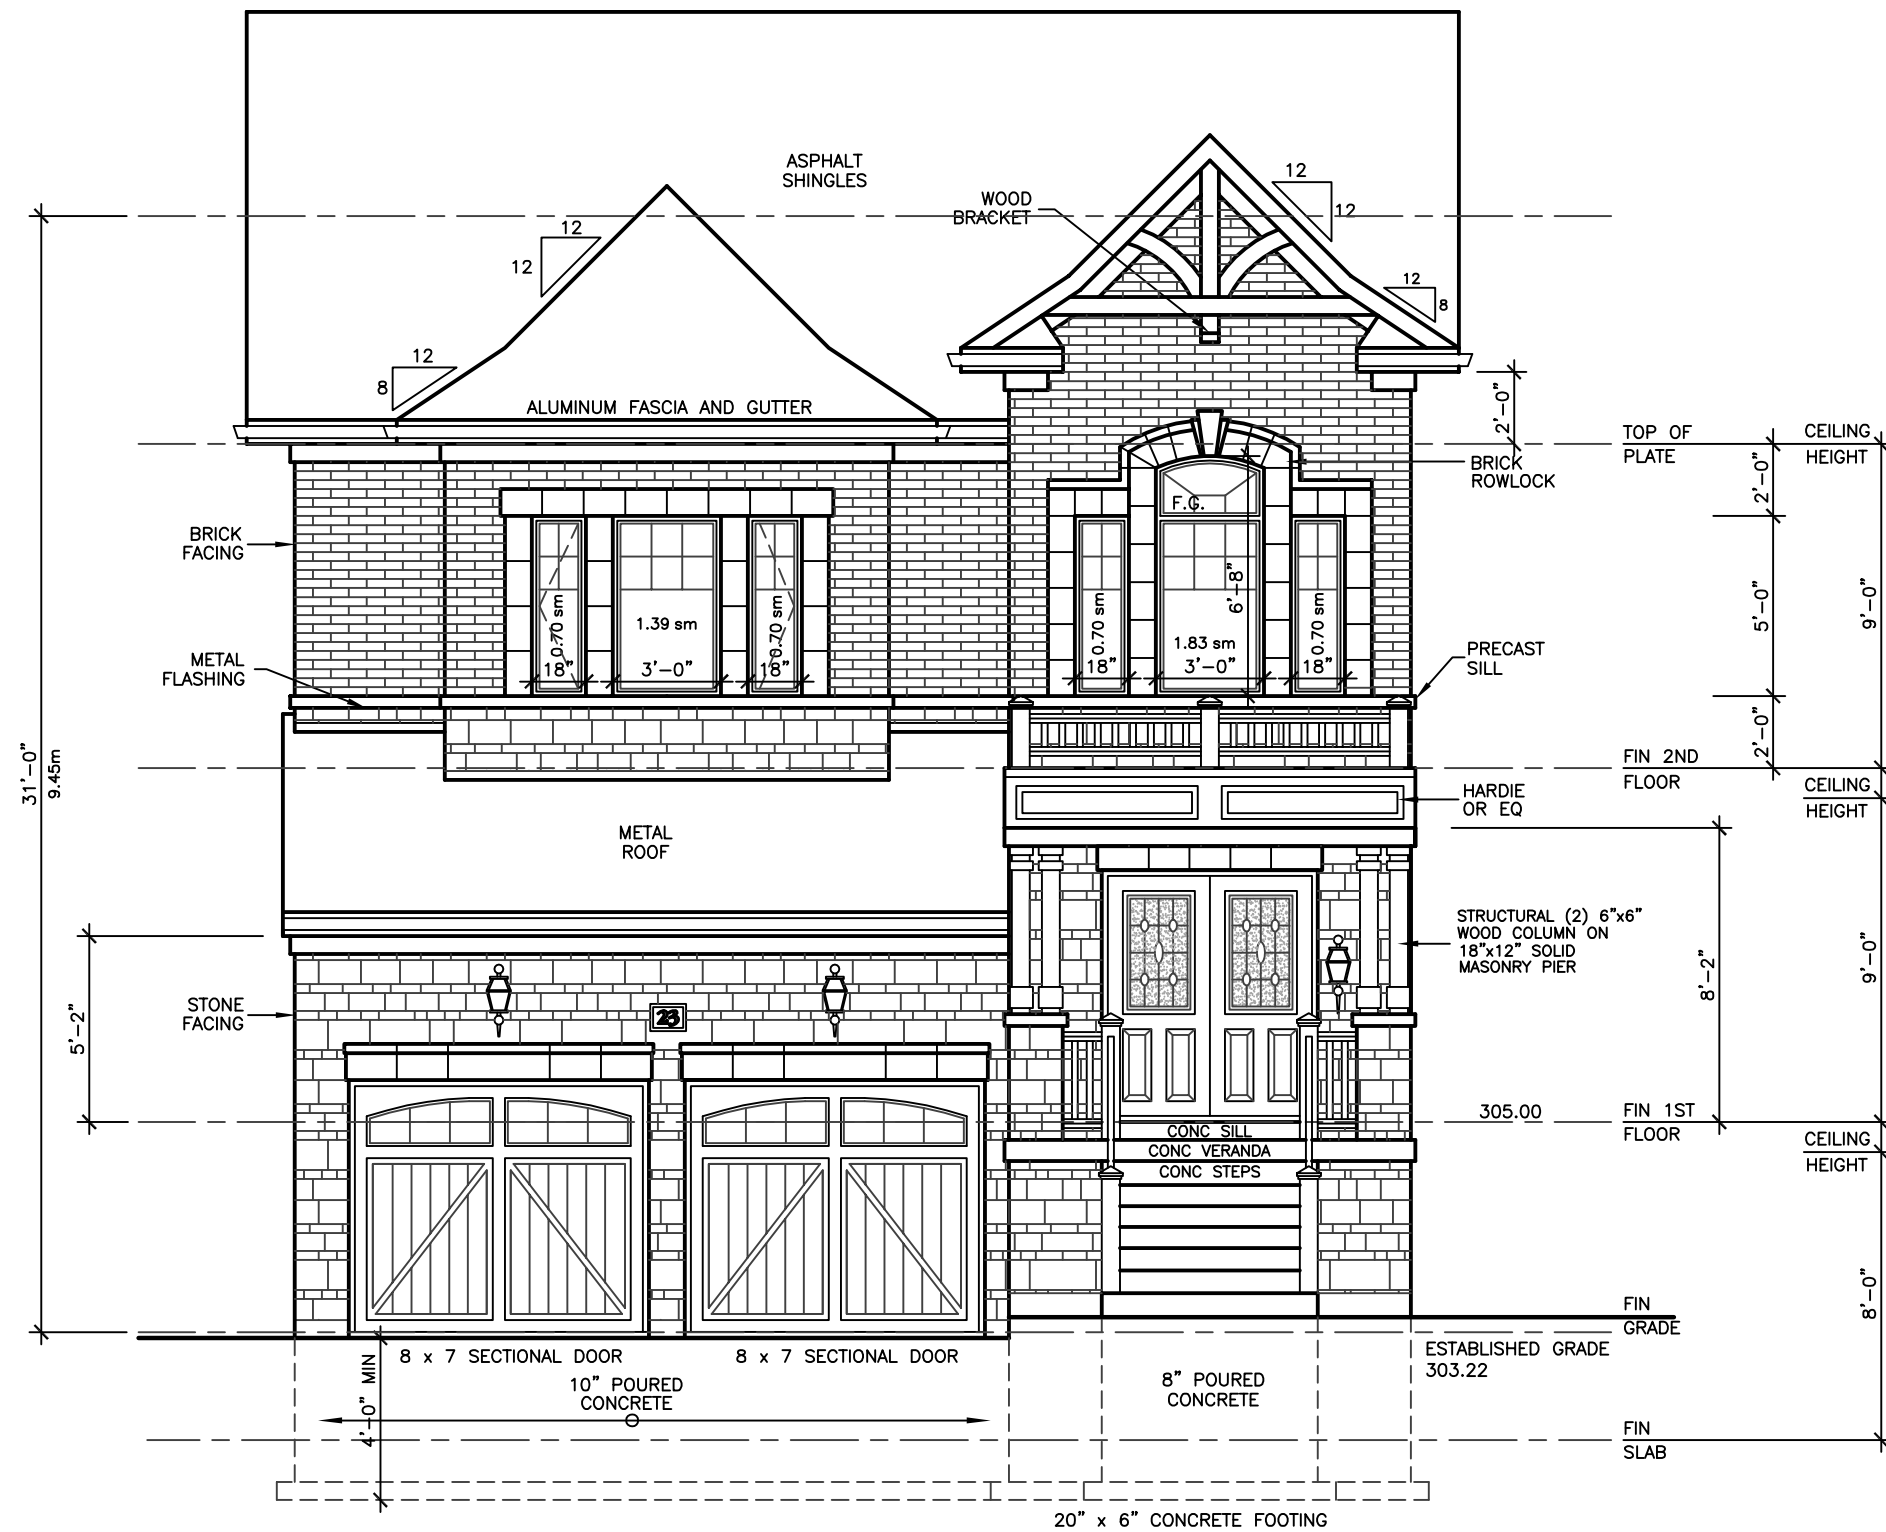 ASPHALT
SHINGLES
12
12
WOOD
BRACKET
12
12
12
8
12
8
ALUMINUM FASCIA AND GUTTER
2'-0"
TOP OF
PLATE
CEILING
HEIGHT
BRICK
ROWLOCK
2'-0"
F.G.
BRICK
FACING
6'-8"
5'-0"
9'-0"
0.70 sm
1.39 sm
0.70 sm
0.70 sm
1.83 sm
0.70 sm
18"
3'-0"
18"
18"
3'-0"
18"
METAL
FLASHING
PRECAST
SILL
2'-0"
31'-0"
9.45m
FIN 2ND
FLOOR
CEILING
HEIGHT
HARDIE
OR EQ
METAL
ROOF
STRUCTURAL (2) 6"x6"
WOOD COLUMN ON
18"x12" SOLID
MASONRY PIER
9'-0"
8'-2"
STONE
FACING
5'-2"
23
305.00
FIN 1ST
FLOOR
CONC SILL
CONC VERANDA
CONC STEPS
CEILING
HEIGHT
8'-0"
FIN
GRADE
ESTABLISHED GRADE
303.22
8 x 7 SECTIONAL DOOR
8 x 7 SECTIONAL DOOR
4'-0" MIN
10" POURED
CONCRETE
8" POURED
CONCRETE
FIN
SLAB
20" x 6" CONCRETE FOOTING